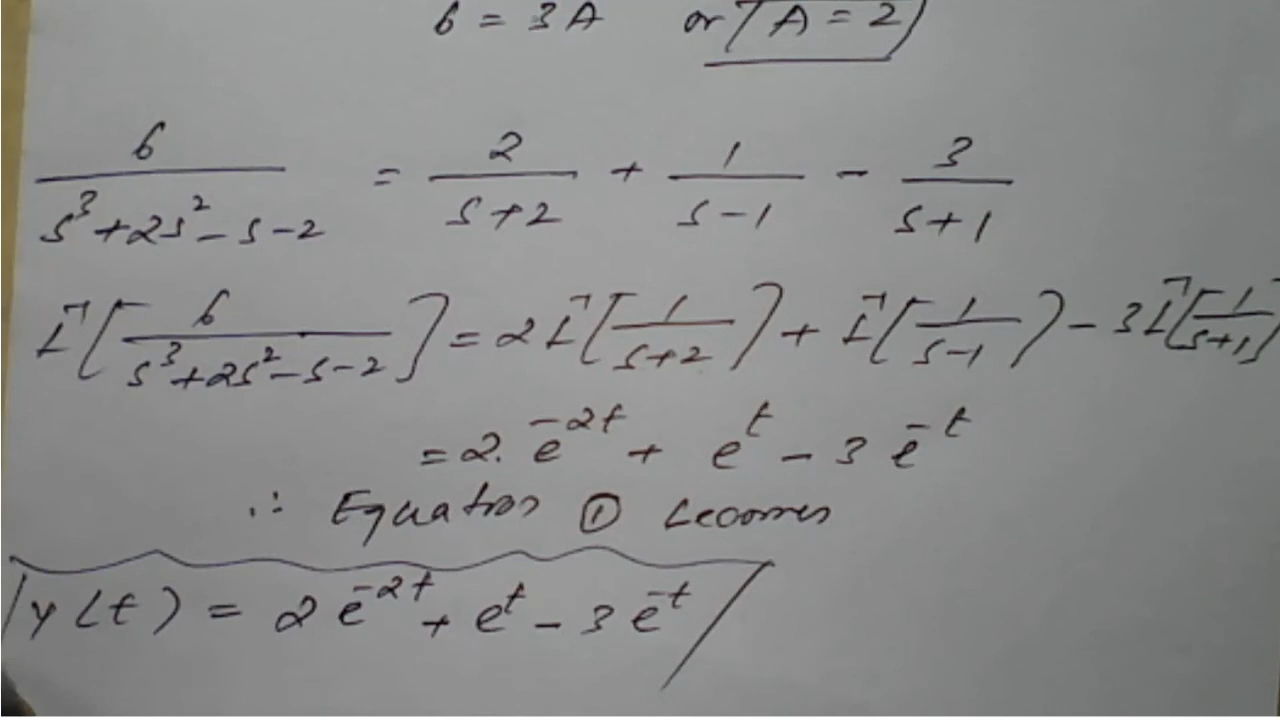 6 = 3A or A = 2
6/(s³+2s²-s-2) = 2/(s+2) + 1/(s-1) - 3/(s+1)
L⁻¹[6/(s³+2s²-s-2)] = 2L⁻¹[1/(s+2)] + L⁻¹[1/(s-1)] - 3L⁻¹[1/(s+1)]
= 2. e^-2t + e^t - 3e^-t
∴ Equation ① becomes
y(t) = 2e^-2t + e^t - 3e^-t